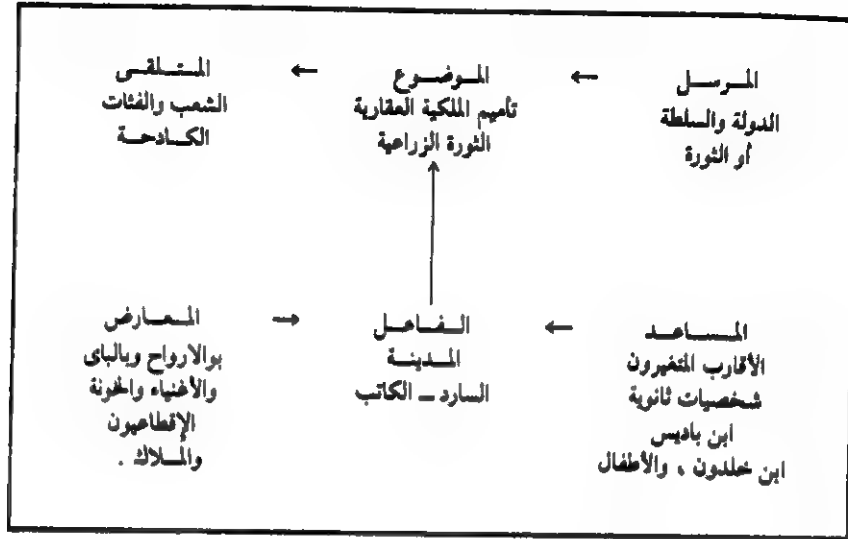 المرسل ← الموضوع ← المتلقى
الدولة والسلطة
أو الثورة
تأميم الملكية العقارية
الثورة الزراعية
الشعب والفئات
الكادحة
المساعد ← الفاعل → المعارض
الأقارب المتغيرون
شخصيات ثانوية
ابن باديس
ابن خلدون ، والأطفال
المدينة
السارد ــ الكاتب
بوالارواح وبالباى
والأغنياء والخونة
الإقطاعيون
والملاك .